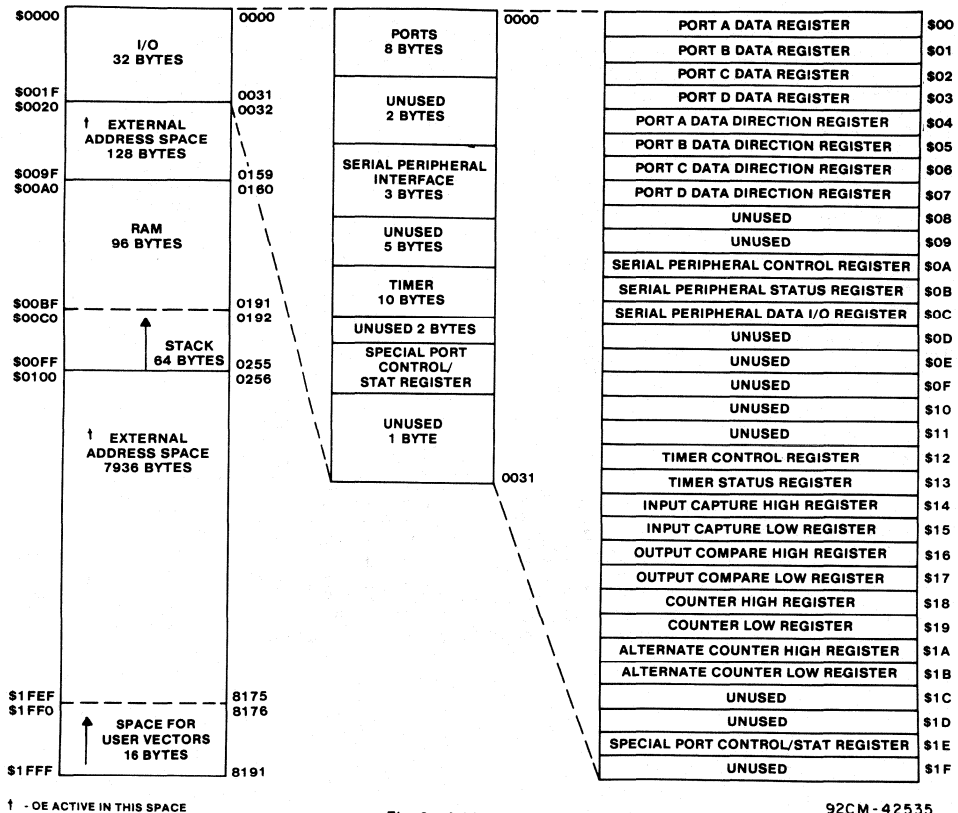 $0000
I/O
32 BYTES
0000
$001F
0031
$0020
0032
† EXTERNAL
ADDRESS SPACE
128 BYTES
$009F
0159
$00A0
0160
RAM
96 BYTES
$00BF
0191
$00C0
0192
STACK
64 BYTES
$00FF
0255
$0100
0256
† EXTERNAL
ADDRESS SPACE
7936 BYTES
$1FEF
8175
$1FF0
8176
SPACE FOR
USER VECTORS
16 BYTES
$1FFF
8191
0000
PORTS
8 BYTES
UNUSED
2 BYTES
SERIAL PERIPHERAL
INTERFACE
3 BYTES
UNUSED
5 BYTES
TIMER
10 BYTES
UNUSED 2 BYTES
SPECIAL PORT
CONTROL/
STAT REGISTER
UNUSED
1 BYTE
0031
PORT A DATA REGISTER $00
PORT B DATA REGISTER $01
PORT C DATA REGISTER $02
PORT D DATA REGISTER $03
PORT A DATA DIRECTION REGISTER $04
PORT B DATA DIRECTION REGISTER $05
PORT C DATA DIRECTION REGISTER $06
PORT D DATA DIRECTION REGISTER $07
UNUSED $08
UNUSED $09
SERIAL PERIPHERAL CONTROL REGISTER $0A
SERIAL PERIPHERAL STATUS REGISTER $0B
SERIAL PERIPHERAL DATA I/O REGISTER $0C
UNUSED $0D
UNUSED $0E
UNUSED $0F
UNUSED $10
UNUSED $11
TIMER CONTROL REGISTER $12
TIMER STATUS REGISTER $13
INPUT CAPTURE HIGH REGISTER $14
INPUT CAPTURE LOW REGISTER $15
OUTPUT COMPARE HIGH REGISTER $16
OUTPUT COMPARE LOW REGISTER $17
COUNTER HIGH REGISTER $18
COUNTER LOW REGISTER $19
ALTERNATE COUNTER HIGH REGISTER $1A
ALTERNATE COUNTER LOW REGISTER $1B
UNUSED $1C
UNUSED $1D
SPECIAL PORT CONTROL/STAT REGISTER $1E
UNUSED $1F
† - OE ACTIVE IN THIS SPACE
92CM-42535